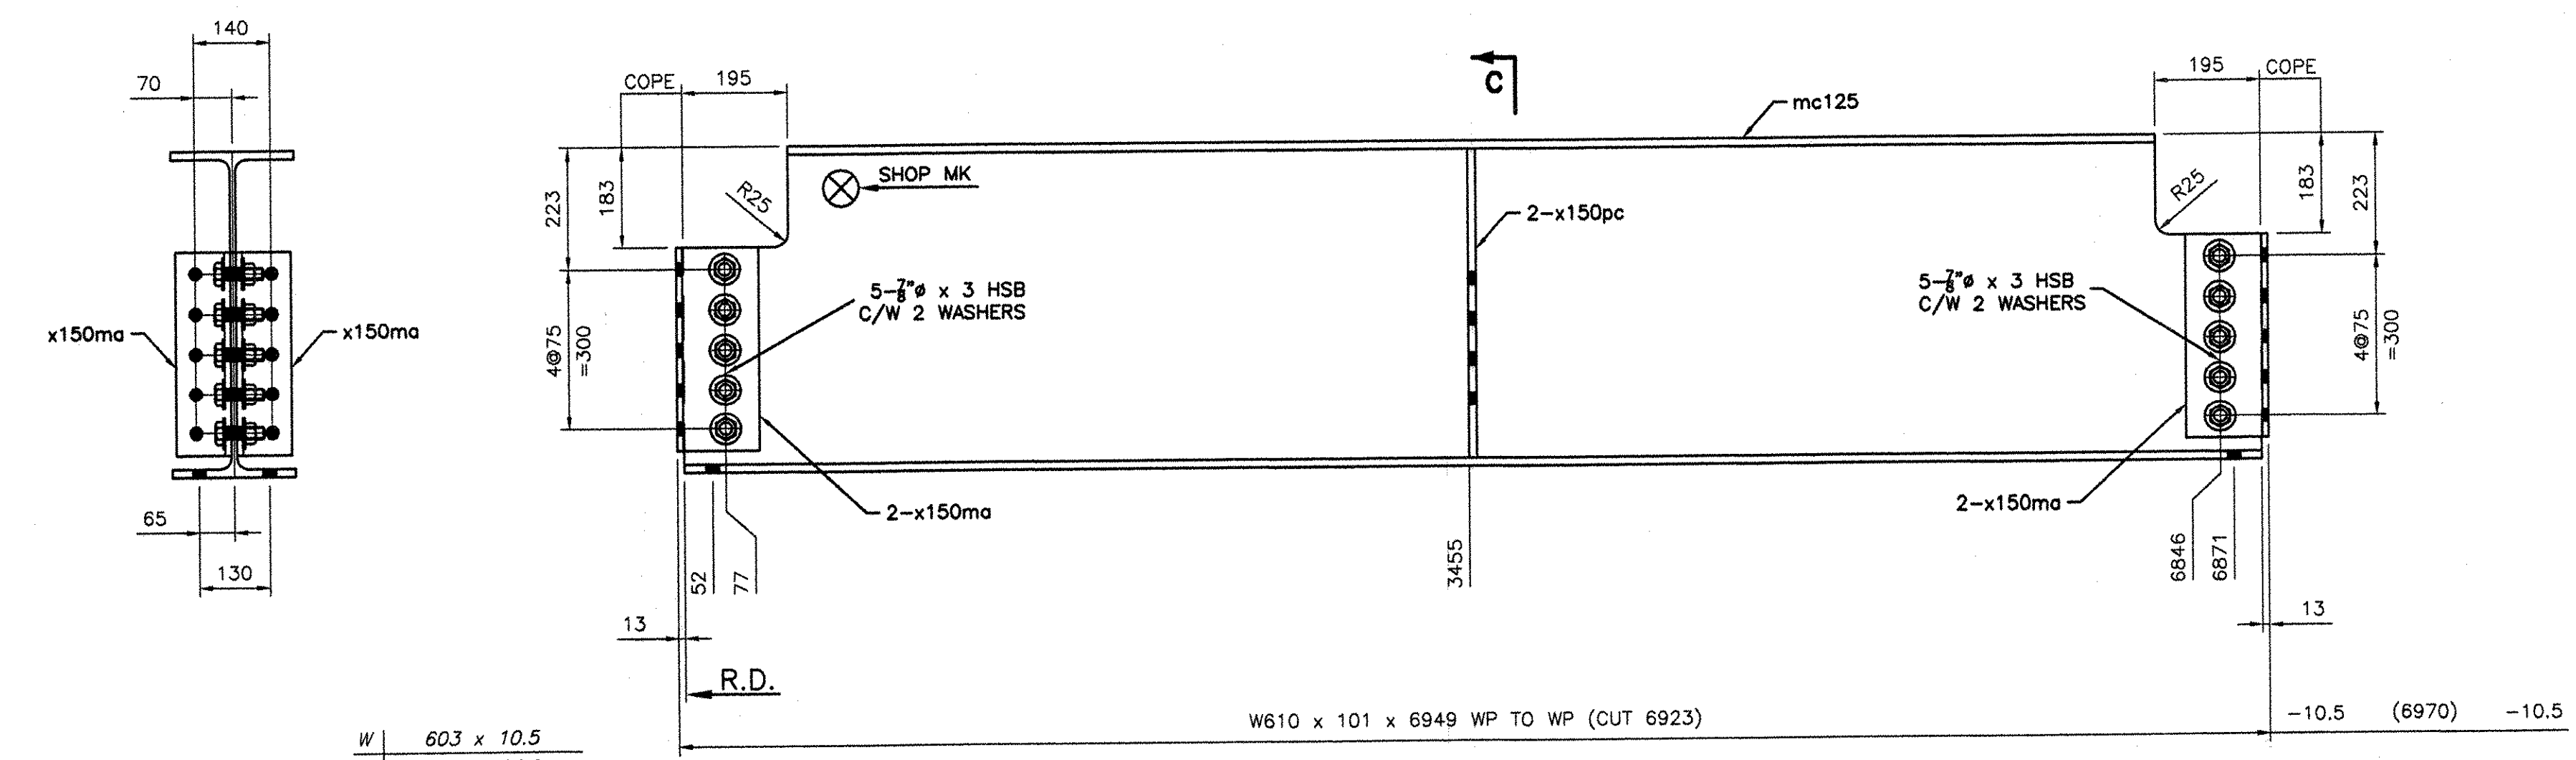 140
70
x150ma
x150ma
65
130
COPE
195
223
183
R25
SHOP MK
4@75
=300
5-7/8"ø x 3 HSB
C/W 2 WASHERS
2-x150ma
52
77
13
R.D.
C
mc125
2-x150pc
3455
195
COPE
R25
183
223
5-7/8"ø x 3 HSB
C/W 2 WASHERS
4@75
=300
2-x150ma
6846
6871
13
W610 x 101 x 6949 WP TO WP (CUT 6923)
-10.5 (6970) -10.5
W 603 x 10.5